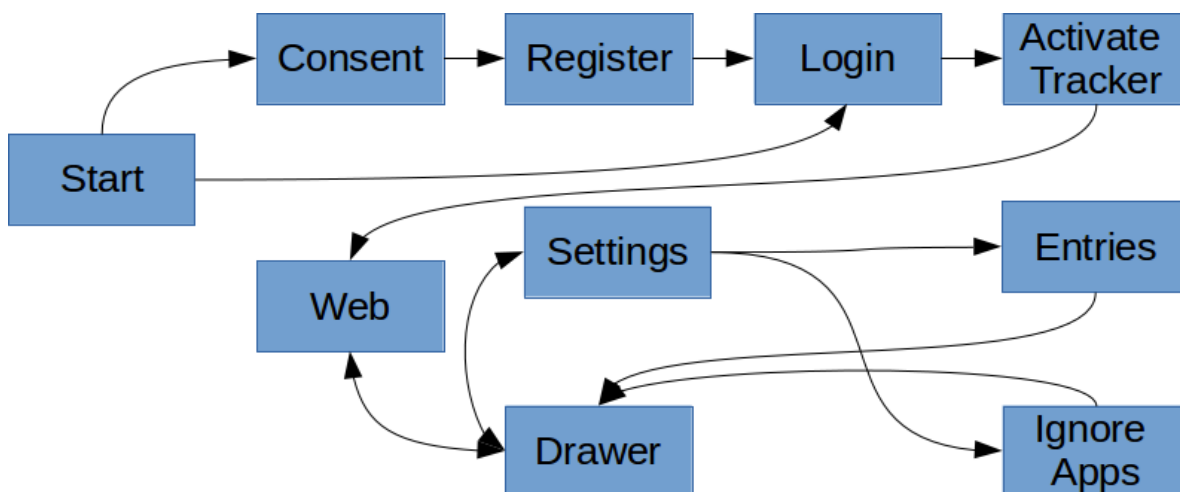 Consent
Register
Login
Activate
Tracker
Start
Settings
Entries
Web
Drawer
Ignore
Apps